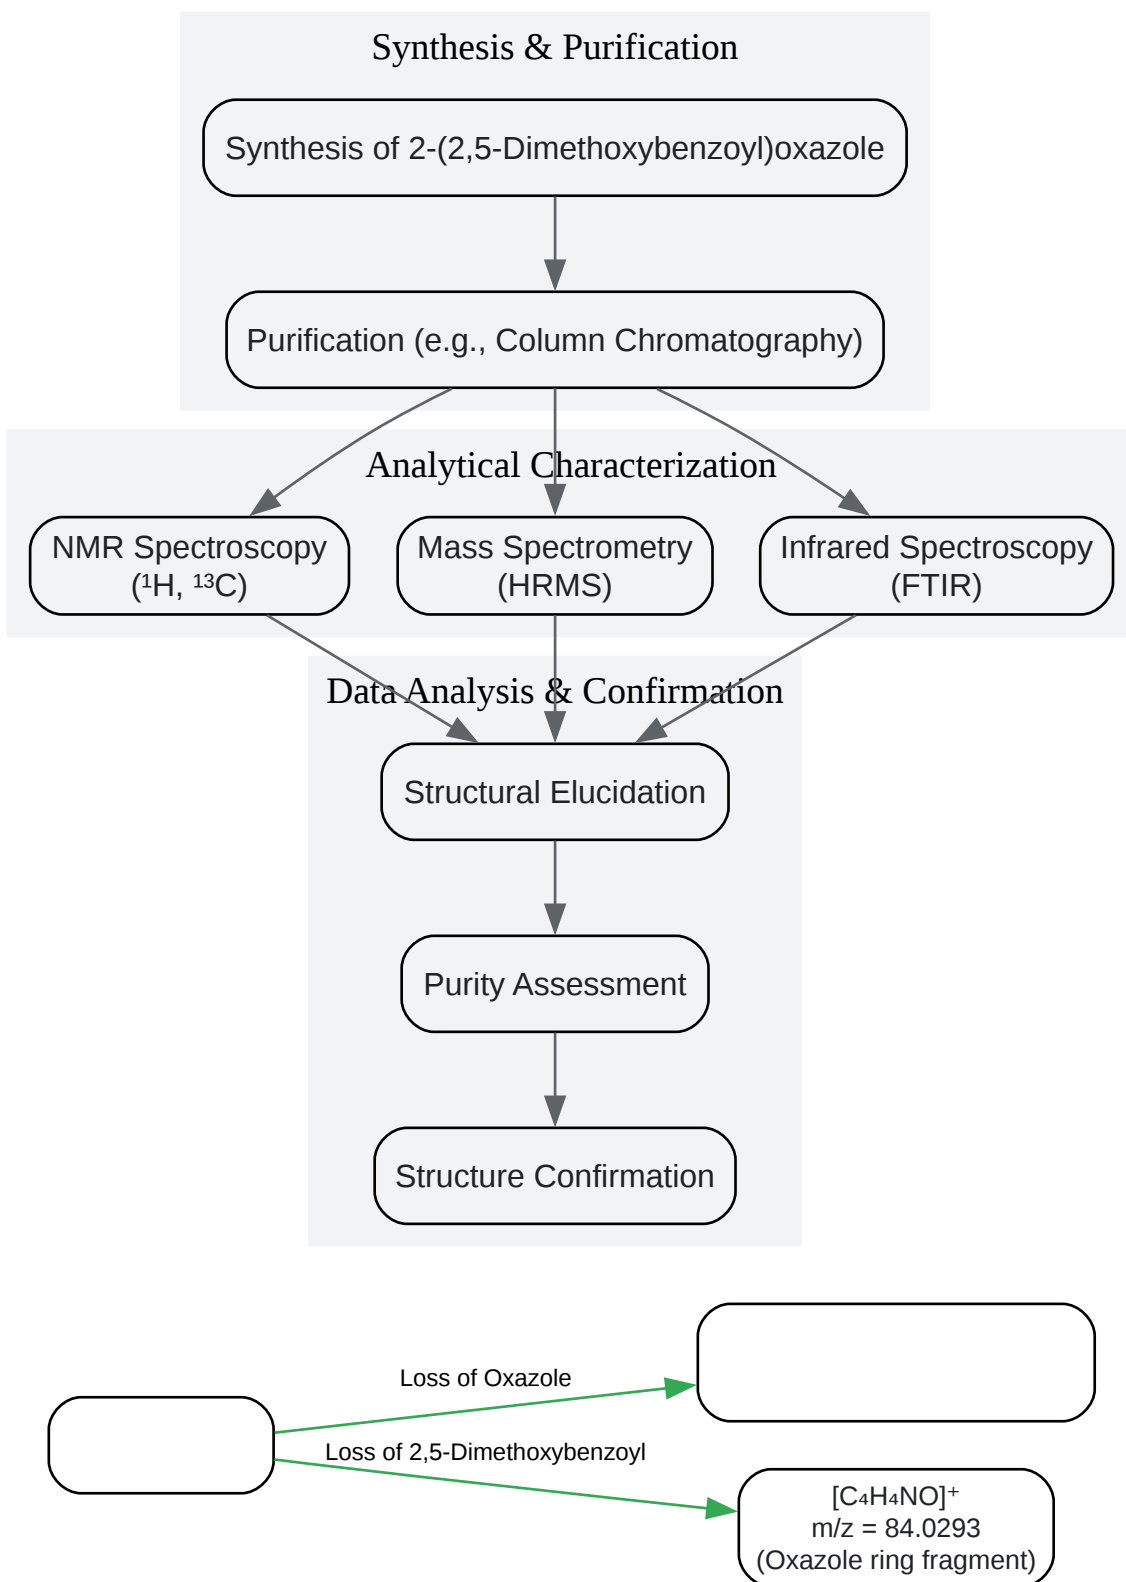 Synthesis & Purification
Synthesis of 2-(2,5-Dimethoxybenzoyl)oxazole
Purification (e.g., Column Chromatography)
Analytical Characterization
NMR Spectroscopy
(¹H, ¹³C)
Mass Spectrometry
(HRMS)
Infrared Spectroscopy
(FTIR)
Data Analysis & Confirmation
Structural Elucidation
Purity Assessment
Structure Confirmation
Loss of Oxazole
Loss of 2,5-Dimethoxybenzoyl
[C₄H₄NO]⁺
m/z = 84.0293
(Oxazole ring fragment)